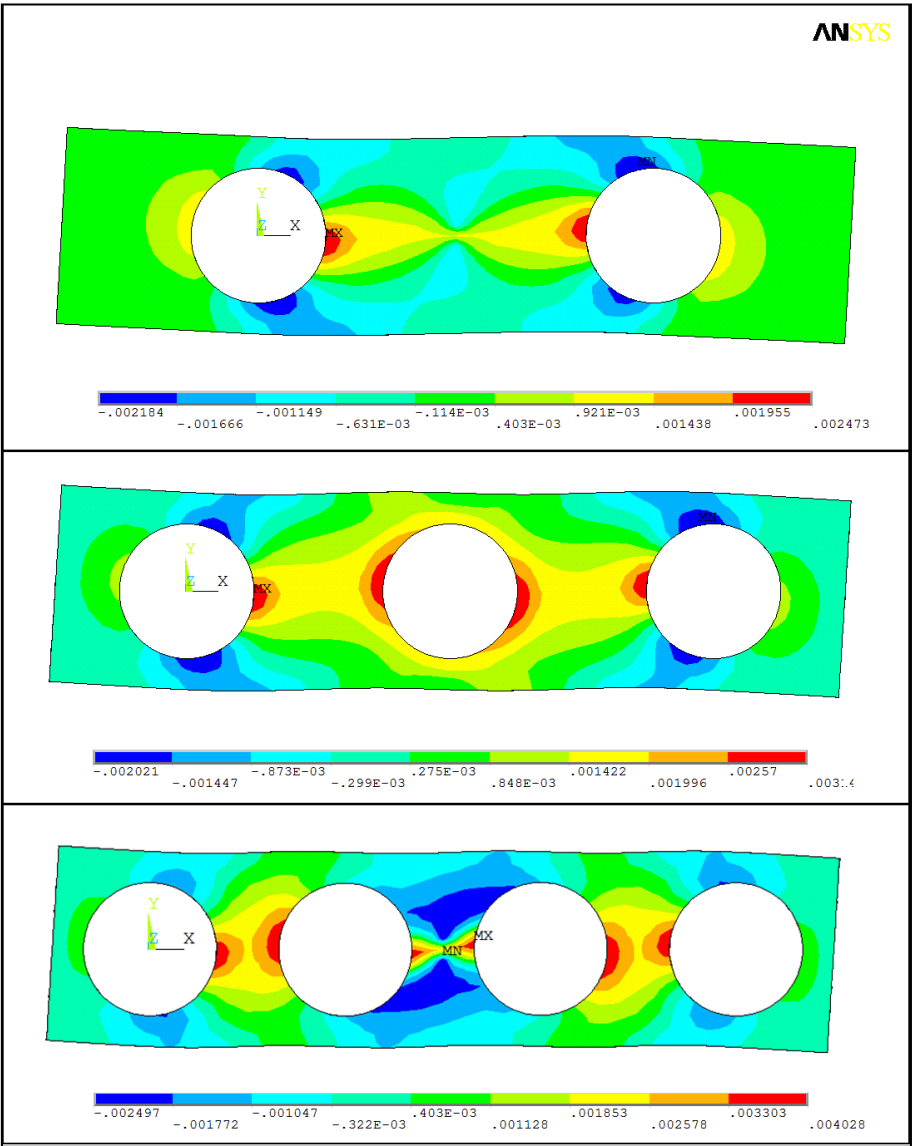 ANSYS
MN
Y
Z X MX
-.002184 -.001149 -.114E-03 .921E-03 .001955
-.001666 -.631E-03 .403E-03 .001438 .002473
MN
Y
Z X MX
-.002021 -.873E-03 .275E-03 .001422 .00257
-.001447 -.299E-03 .848E-03 .001996
Y
Z X MX
MN
-.002497 -.001047 .403E-03 .001853 .003303
-.001772 -.322E-03 .001128 .002578 .004028